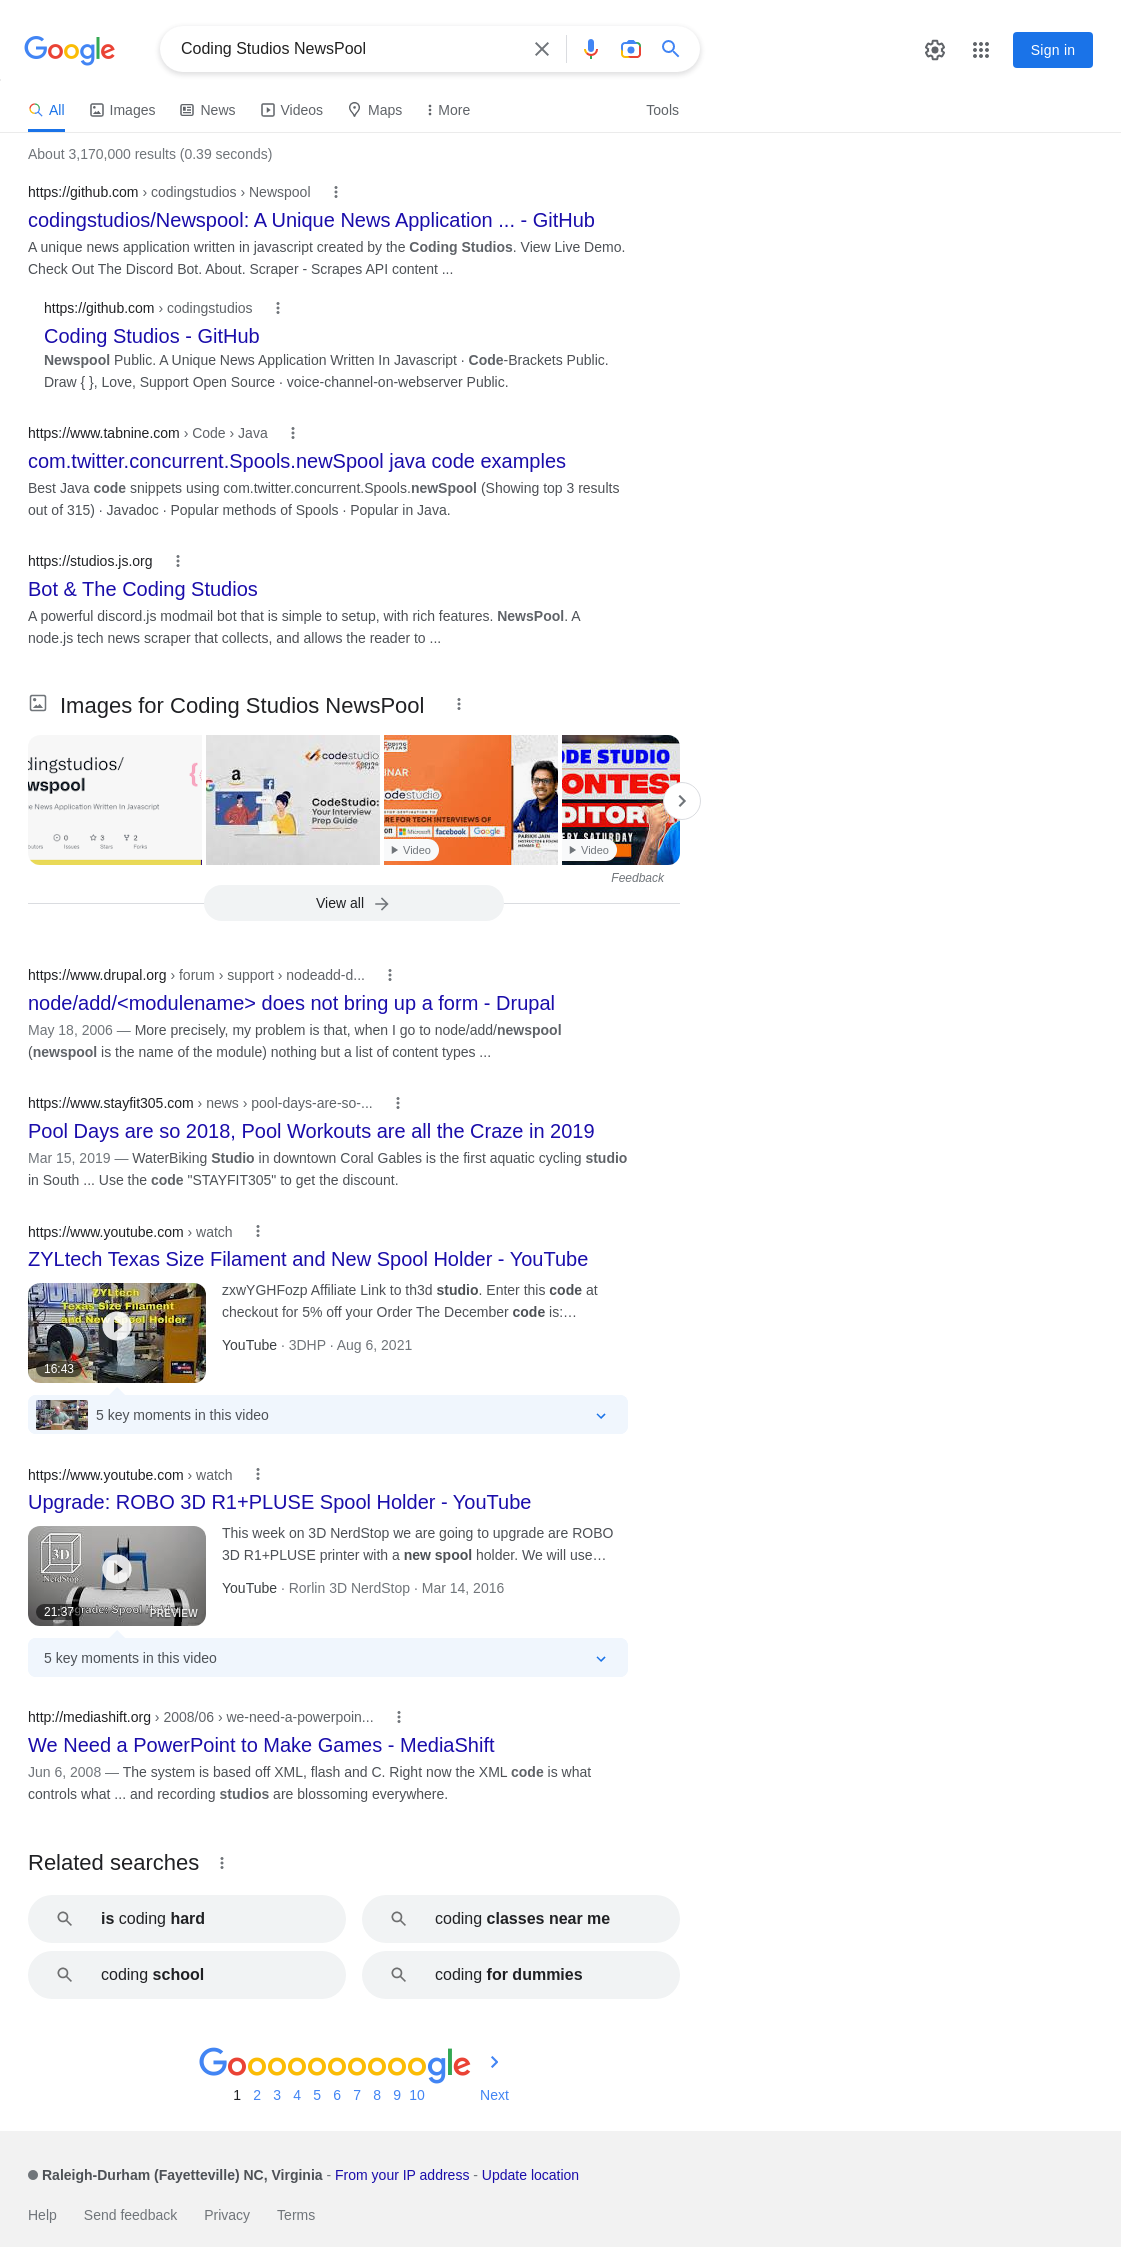 Google
Coding Studios NewsPool
Sign in
All
Images
News
Videos
Maps
More
Tools
About 3,170,000 results (0.39 seconds)
https://github.com › codingstudios › Newspool
codingstudios/Newspool: A Unique News Application ... - GitHub
A unique news application written in javascript created by the Coding Studios. View Live Demo.
Check Out The Discord Bot. About. Scraper - Scrapes API content ...
https://github.com › codingstudios
Coding Studios - GitHub
Newspool Public. A Unique News Application Written In Javascript · Code-Brackets Public.
Draw { }, Love, Support Open Source · voice-channel-on-webserver Public.
https://www.tabnine.com › Code › Java
com.twitter.concurrent.Spools.newSpool java code examples
Best Java code snippets using com.twitter.concurrent.Spools.newSpool (Showing top 3 results
out of 315) · Javadoc · Popular methods of Spools · Popular in Java.
https://studios.js.org
Bot & The Coding Studios
A powerful discord.js modmail bot that is simple to setup, with rich features. NewsPool. A
node.js tech news scraper that collects, and allows the reader to ...
Images for Coding Studios NewsPool
dingstudios/
wspool
e News Application Written In Javascript
0
3
2
Issues
Stars
Forks
codestudio
CodeStudio:
Your Interview
Prep Guide
INAR
destudio
RE FOR TECH INTERVIEWS OF
on
Microsoft
facebook
Google
PARIKH JAIN
Video
ODE STUDIO
ONTEST
DITOR
RY SATURDAY
Video
Feedback
View all
https://www.drupal.org › forum › support › nodeadd-d...
node/add/<modulename> does not bring up a form - Drupal
May 18, 2006 — More precisely, my problem is that, when I go to node/add/newspool
(newspool is the name of the module) nothing but a list of content types ...
https://www.stayfit305.com › news › pool-days-are-so-...
Pool Days are so 2018, Pool Workouts are all the Craze in 2019
Mar 15, 2019 — WaterBiking Studio in downtown Coral Gables is the first aquatic cycling studio
in South ... Use the code "STAYFIT305" to get the discount.
https://www.youtube.com › watch
ZYLtech Texas Size Filament and New Spool Holder - YouTube
ZYLtech
Texas Size Filament
and New Spool Holder
16:43
zxwYGHFozp Affiliate Link to th3d studio. Enter this code at
checkout for 5% off your Order The December code is:…
YouTube · 3DHP · Aug 6, 2021
5 key moments in this video
https://www.youtube.com › watch
Upgrade: ROBO 3D R1+PLUSE Spool Holder - YouTube
3D
NerdStop
21:37
PREVIEW
This week on 3D NerdStop we are going to upgrade are ROBO
3D R1+PLUSE printer with a new spool holder. We will use…
YouTube · Rorlin 3D NerdStop · Mar 14, 2016
5 key moments in this video
http://mediashift.org › 2008/06 › we-need-a-powerpoin...
We Need a PowerPoint to Make Games - MediaShift
Jun 6, 2008 — The system is based off XML, flash and C. Right now the XML code is what
controls what ... and recording studios are blossoming everywhere.
Related searches
is coding hard
coding classes near me
coding school
coding for dummies
Goooooooooogle
1 2 3 4 5 6 7 8 9 10 Next
Raleigh-Durham (Fayetteville) NC, Virginia - From your IP address - Update location
Help
Send feedback
Privacy
Terms